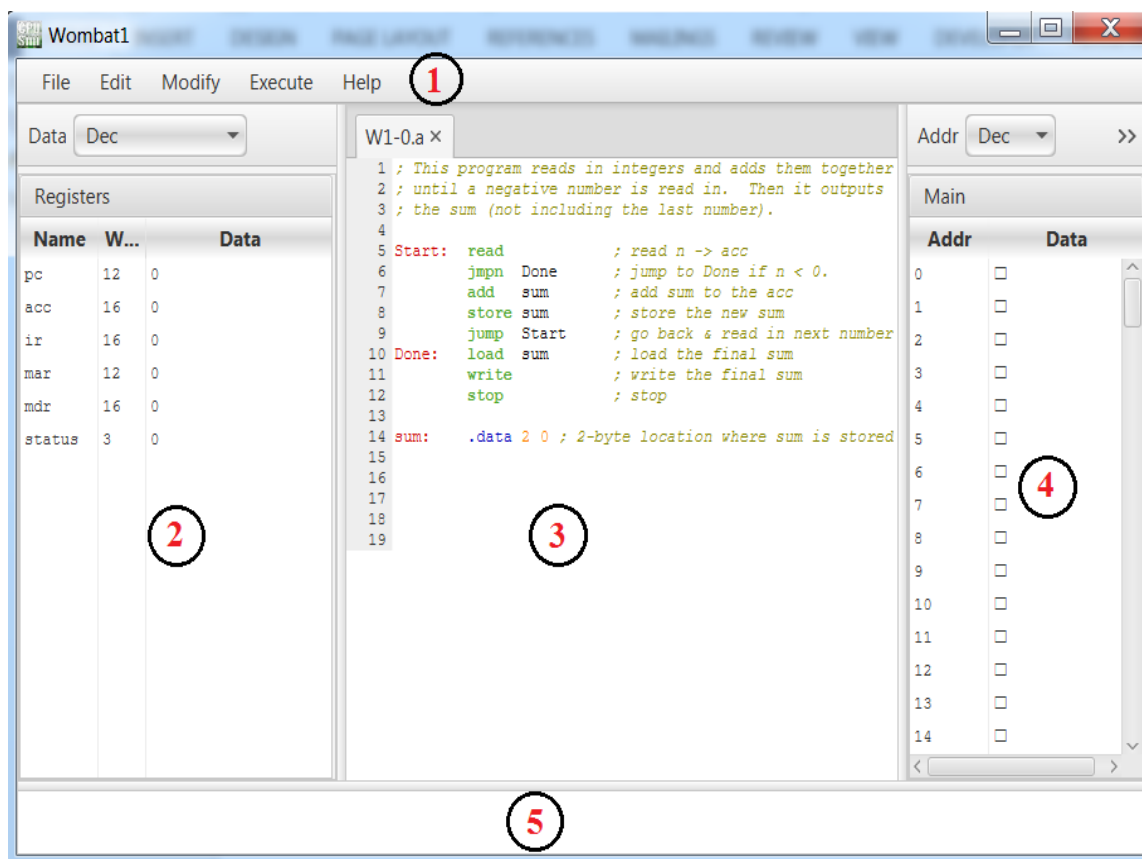 Wombat1 INSERT DESIGN PAGE LAYOUT REFERENCES MAILINGS REVIEW VIEW
File Edit Modify Execute Help 1
Data Dec
W1-0.a ×
Addr Dec >>
Registers
Name W... Data
pc 12 0
acc 16 0
ir 16 0
mar 12 0
mdr 16 0
status 3 0
2
1 ; This program reads in integers and adds them together
2 ; until a negative number is read in. Then it outputs
3 ; the sum (not including the last number).
4
5 Start: read ; read n -> acc
6 jmpn Done ; jump to Done if n < 0.
7 add sum ; add sum to the acc
8 store sum ; store the new sum
9 jump Start ; go back & read in next number
10 Done: load sum ; load the final sum
11 write ; write the final sum
12 stop ; stop
13
14 sum: .data 2 0 ; 2-byte location where sum is stored
15
16
17
18
19
3
Main
Addr Data
0
1
2
3
4
5
6
7
8
9
10
11
12
13
14
4
5